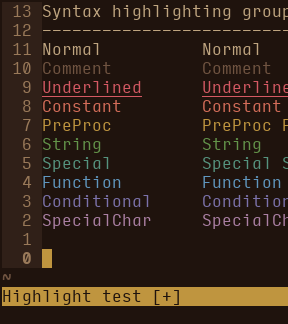 13 Syntax highlighting group
12 --------------------------
11 Normal          Normal
10 Comment         Comment
9 Underlined      Underline
8 Constant        Constant
7 PreProc         PreProc P
6 String          String
5 Special         Special S
4 Function        Function
3 Conditional     Condition
2 SpecialChar     SpecialCh
1
0
~
Highlight test [+]